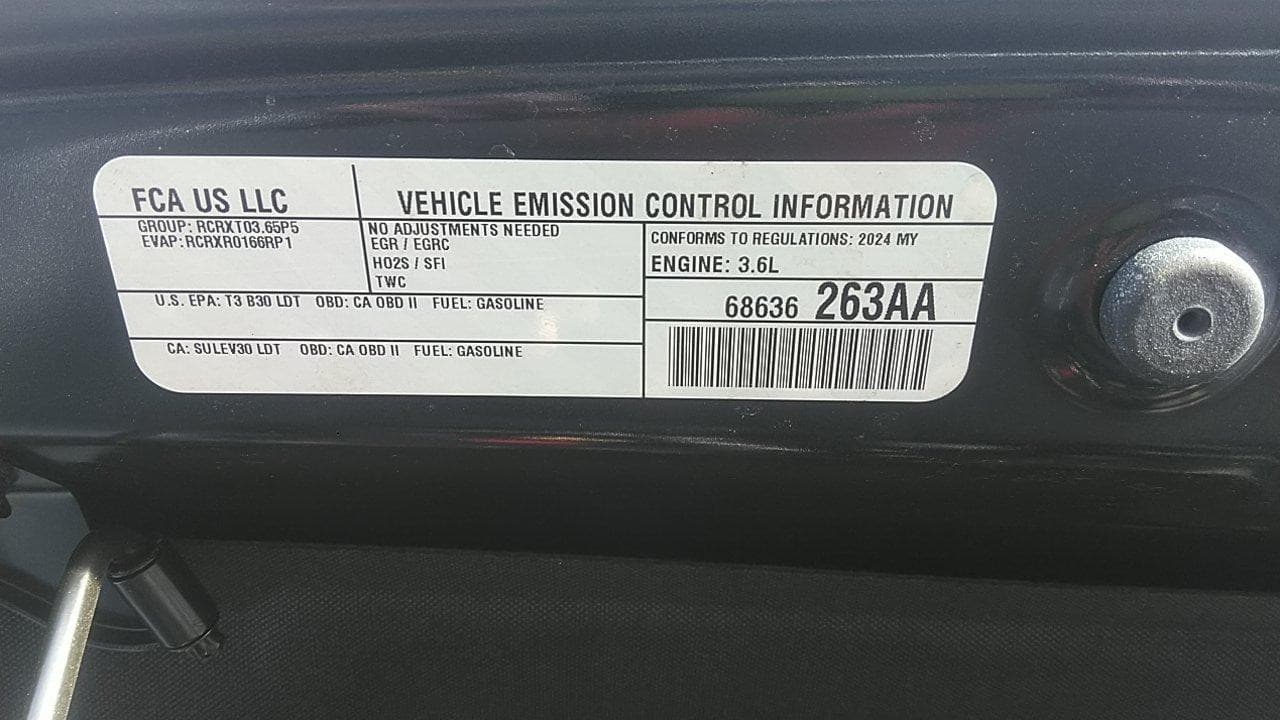 FCA US LLC
VEHICLE EMISSION CONTROL INFORMATION
GROUP: RCRXT03.65P5
EVAP: RCRXR0166RP1
NO ADJUSTMENTS NEEDED
EGR / EGRC
HO2S / SFI
TWC
CONFORMS TO REGULATIONS: 2024 MY
ENGINE: 3.6L
U.S. EPA: T3 B30 LDT OBD: CA OBD II FUEL: GASOLINE
68636 263AA
CA: SULEV30 LDT OBD: CA OBD II FUEL: GASOLINE